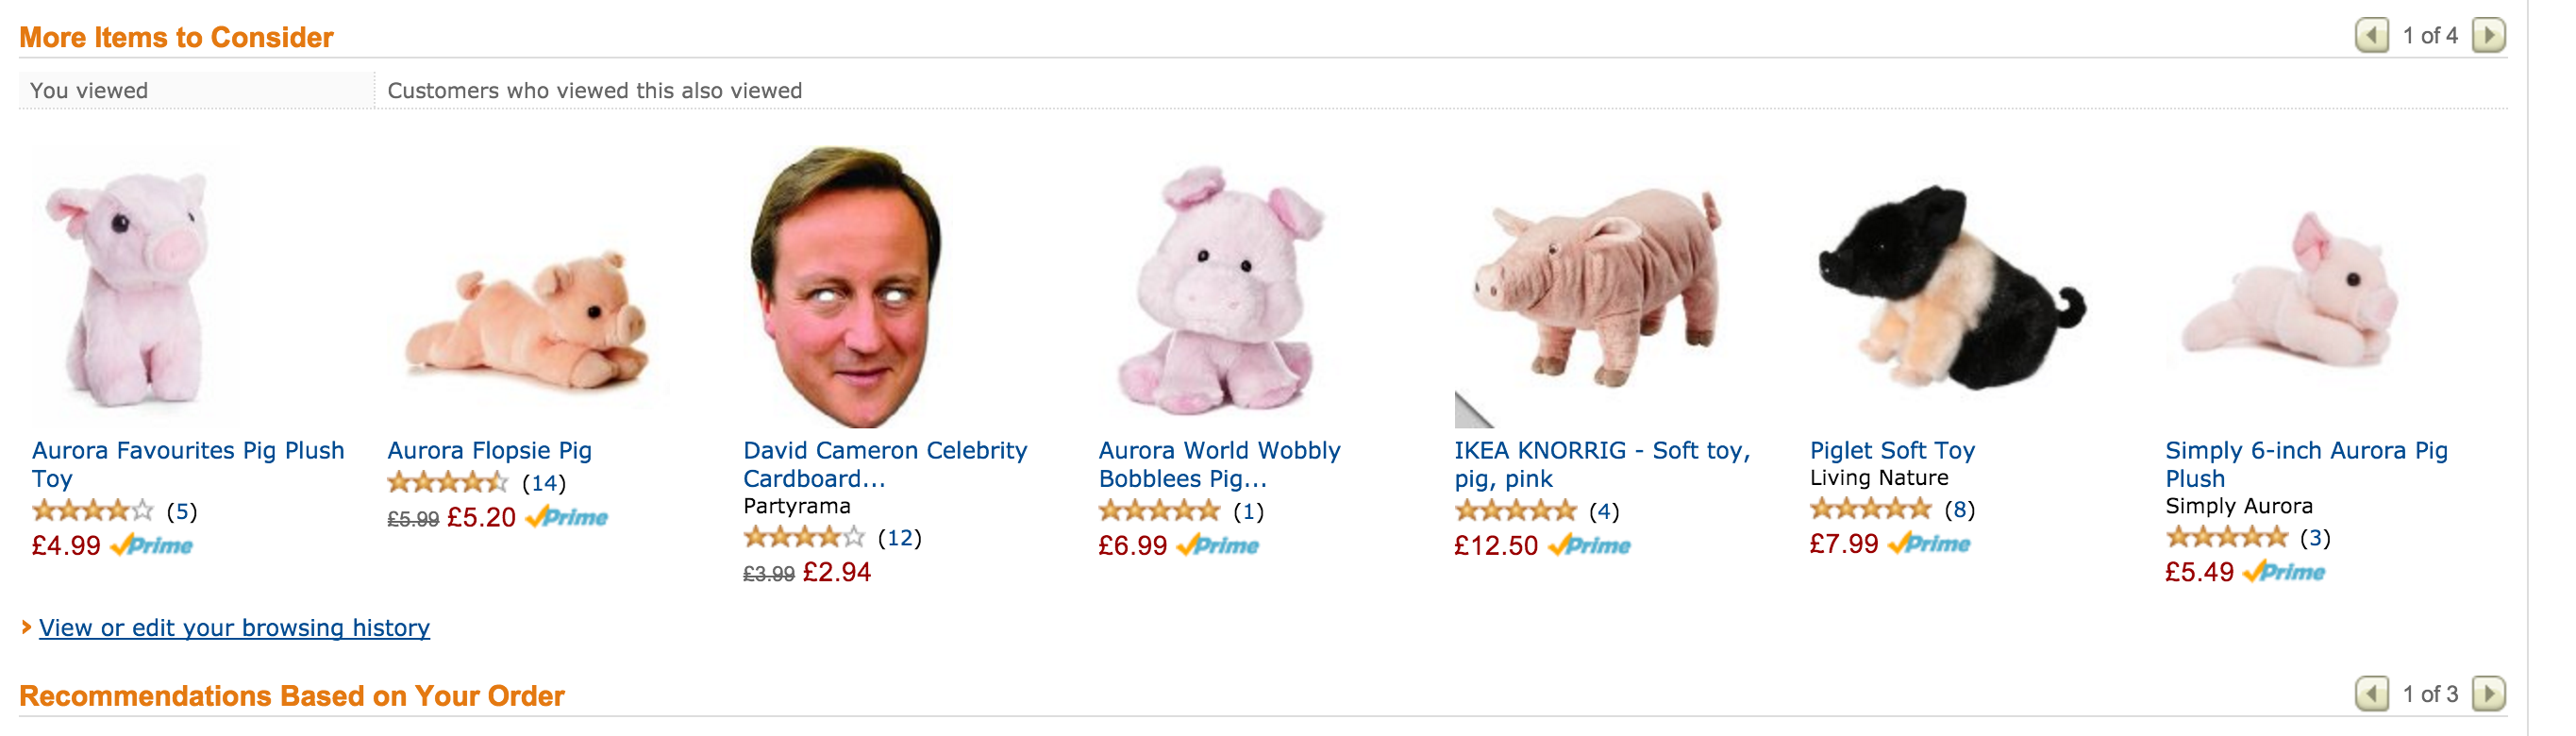 More Items to Consider
1 of 4
You viewed
Customers who viewed this also viewed
Aurora Favourites Pig Plush
Toy
(5)
£4.99 Prime
Aurora Flopsie Pig
(14)
£5.99 £5.20 Prime
David Cameron Celebrity
Cardboard...
Partyrama
(12)
£3.99 £2.94
Aurora World Wobbly
Bobblees Pig...
(1)
£6.99 Prime
IKEA KNORRIG - Soft toy,
pig, pink
(4)
£12.50 Prime
Piglet Soft Toy
Living Nature
(8)
£7.99 Prime
Simply 6-inch Aurora Pig
Plush
Simply Aurora
(3)
£5.49 Prime
View or edit your browsing history
Recommendations Based on Your Order
1 of 3